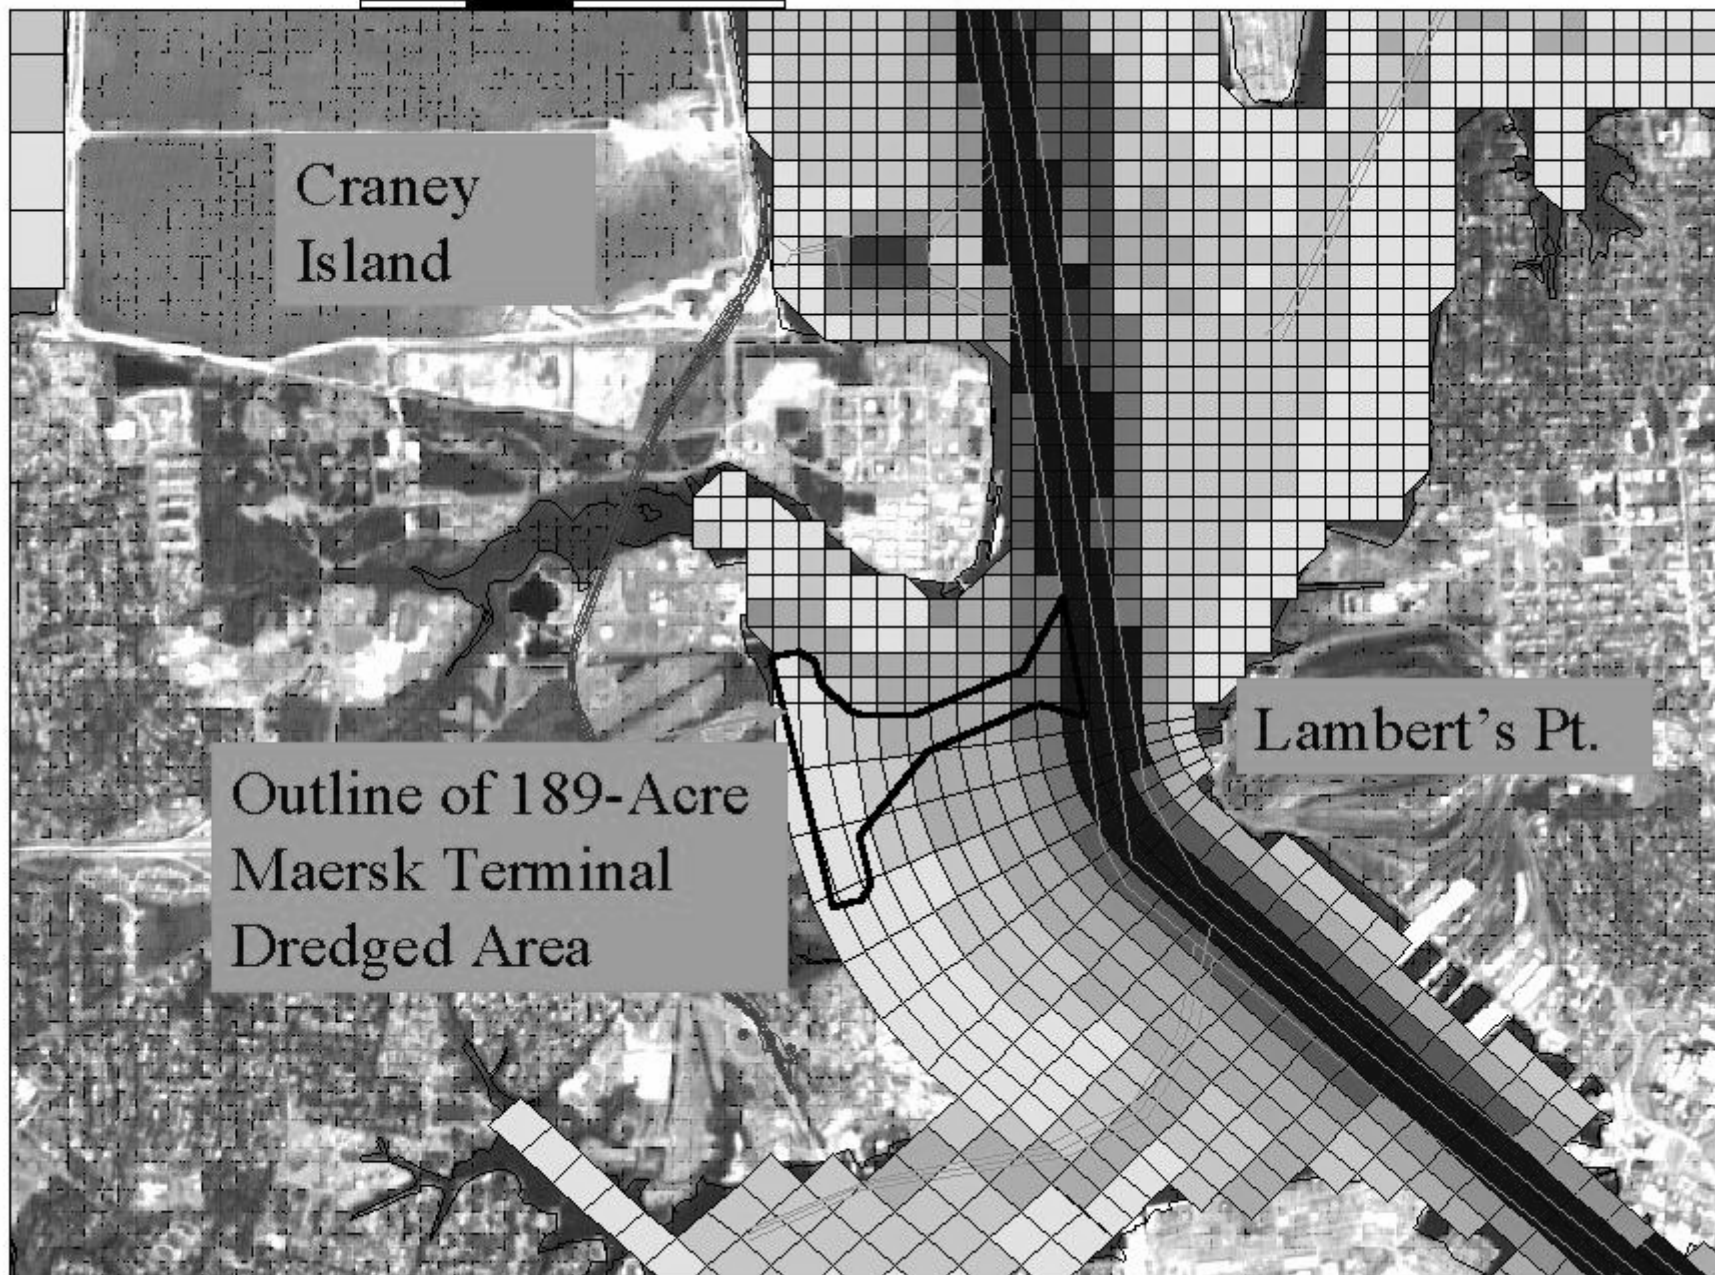 Craney
Island
Lambert's Pt.
Outline of 189-Acre
Maersk Terminal
Dredged Area